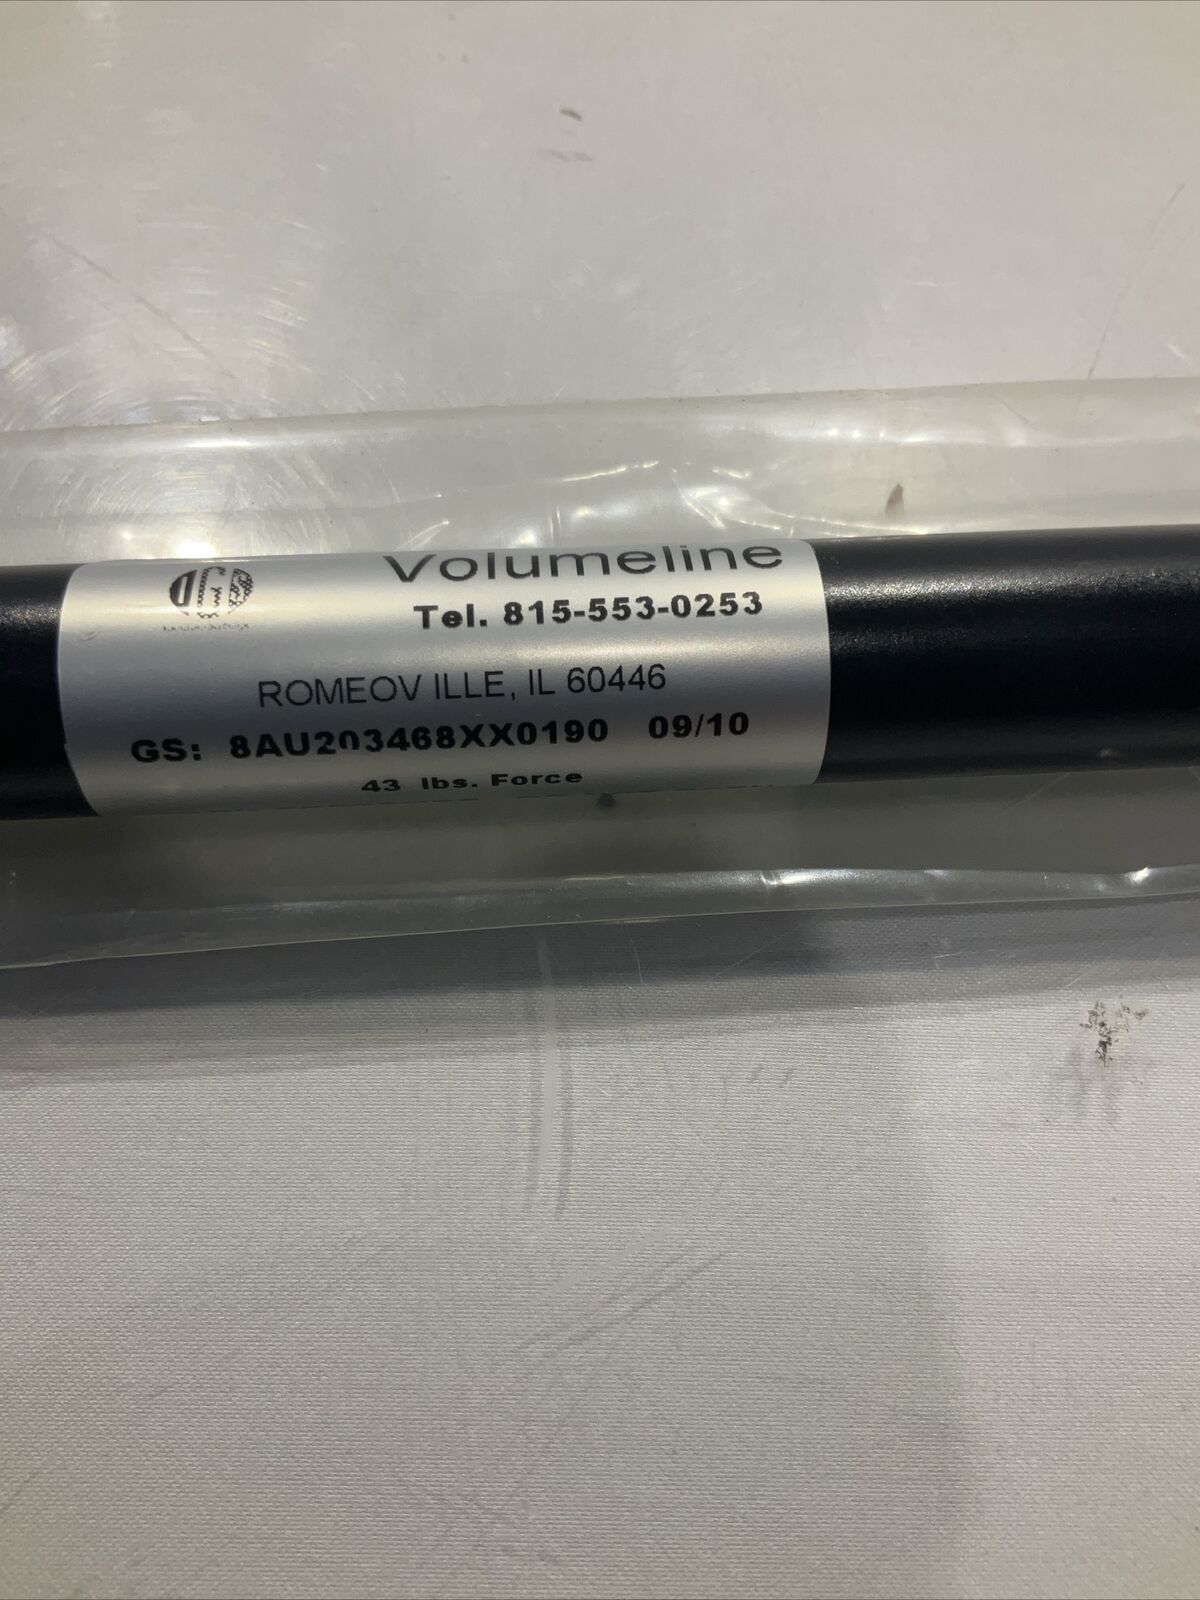 Volumeline
Tel. 815-553-0253
ROMEOV ILLE, IL 60446
GS: 8AU203468XX0190 09/10
43 lbs. Force